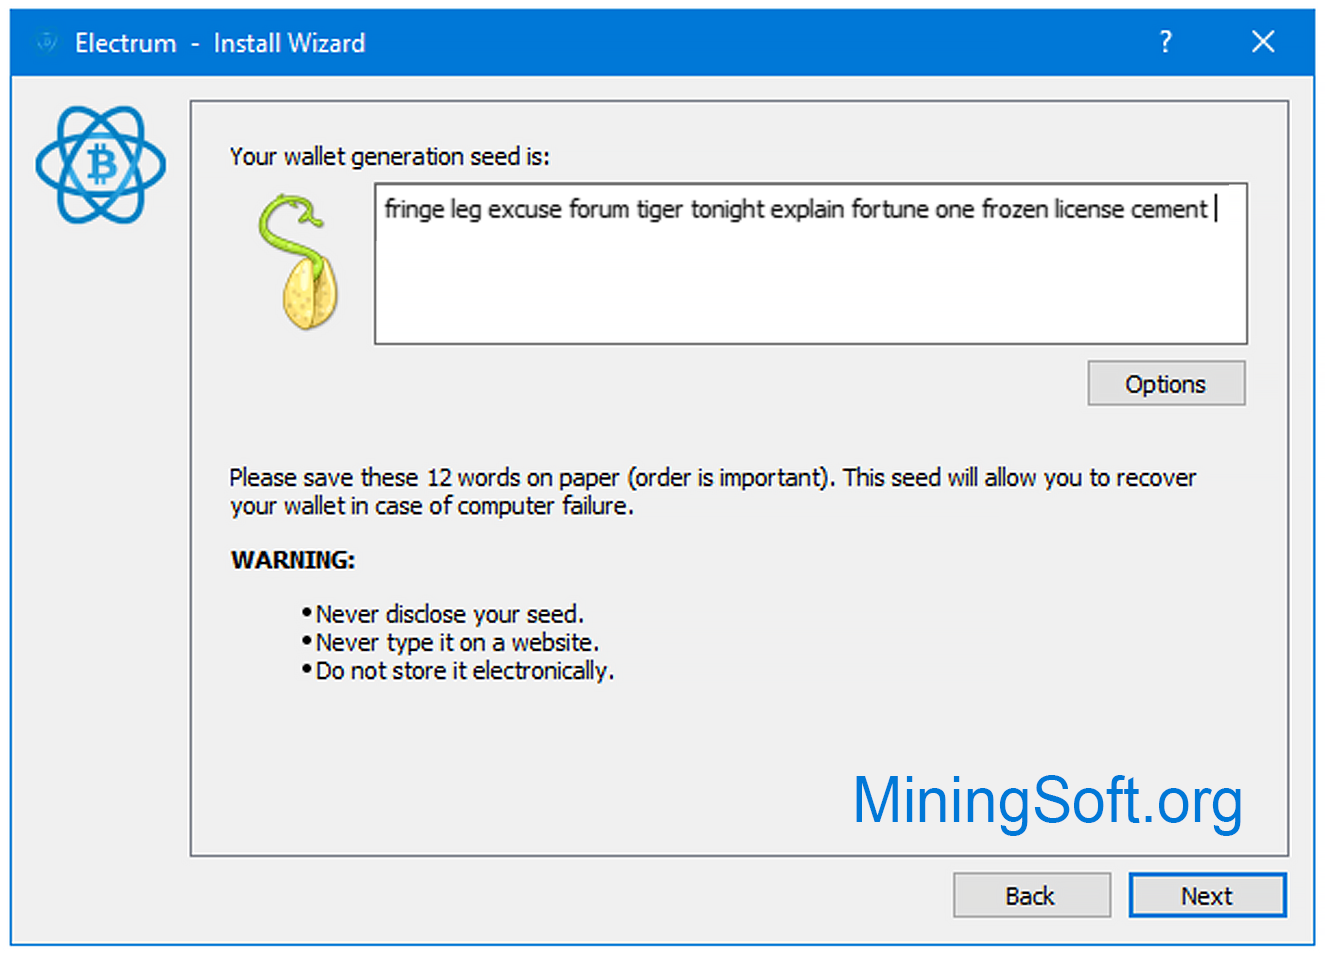 Electrum - Install Wizard
?
Your wallet generation seed is:
fringe leg excuse forum tiger tonight explain fortune one frozen license cement
Options
Please save these 12 words on paper (order is important). This seed will allow you to recover
your wallet in case of computer failure.
WARNING:
• Never disclose your seed.
• Never type it on a website.
• Do not store it electronically.
MiningSoft.org
Back
Next